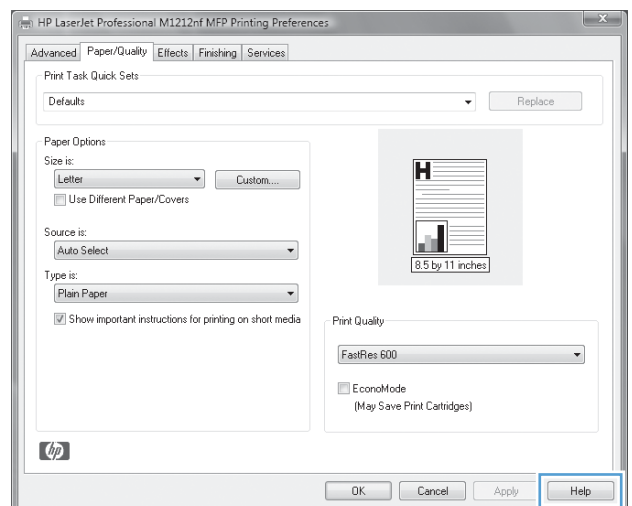 HP LaserJet Professional M1212nf MFP Printing Preferences
Advanced Paper/Quality Effects Finishing Services
Print Task Quick Sets
Defaults Replace
Paper Options
Size is:
Letter Custom....
Use Different Paper/Covers
Source is:
Auto Select
Type is:
Plain Paper
Show important instructions for printing on short media
H
8.5 by 11 inches
Print Quality
FastRes 600
EconoMode
(May Save Print Cartridges)
hp
OK Cancel Apply Help